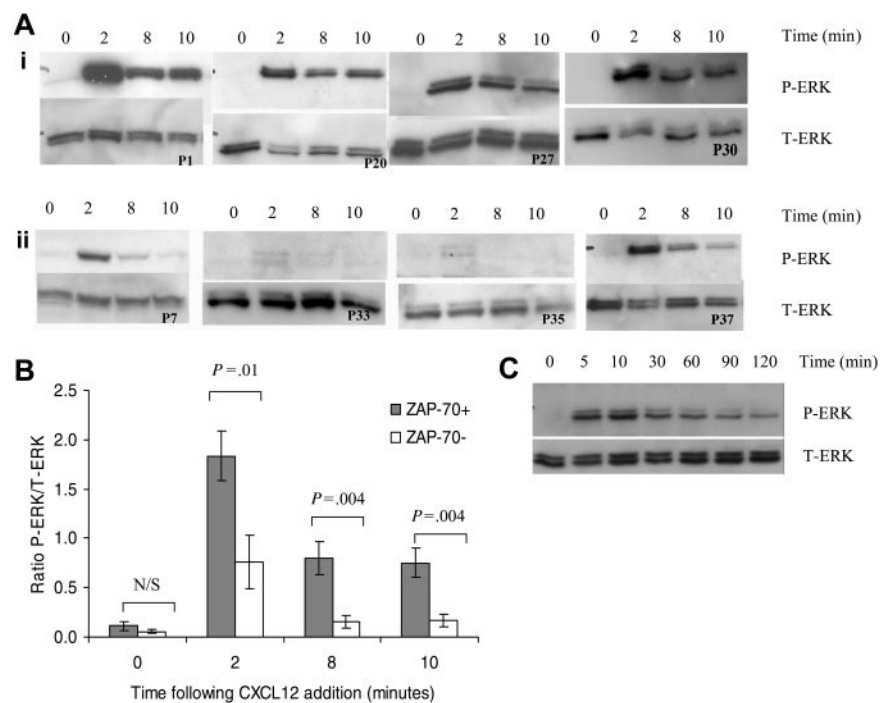 A
0 2 8 10 0 2 8 10 0 2 8 10 0 2 8 10 Time (min)
i
P-ERK
T-ERK
P1 P20 P27 P30
0 2 8 10 0 2 8 10 0 2 8 10 0 2 8 10 Time (min)
ii
P-ERK
T-ERK
P7 P33 P35 P37
B
Ratio P-ERK/T-ERK
2.5
2.0
1.5
1.0
0.5
0.0
N/S
P=.01
P=.004
P=.004
ZAP-70+
ZAP-70-
0 2 8 10
Time following CXCL12 addition (minutes)
C
0 5 10 30 60 90 120 Time (min)
P-ERK
T-ERK